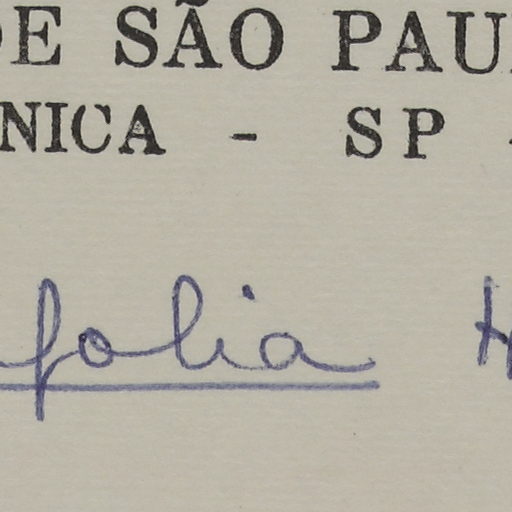 DE SÃO PAU
NICA - SP -
folia H